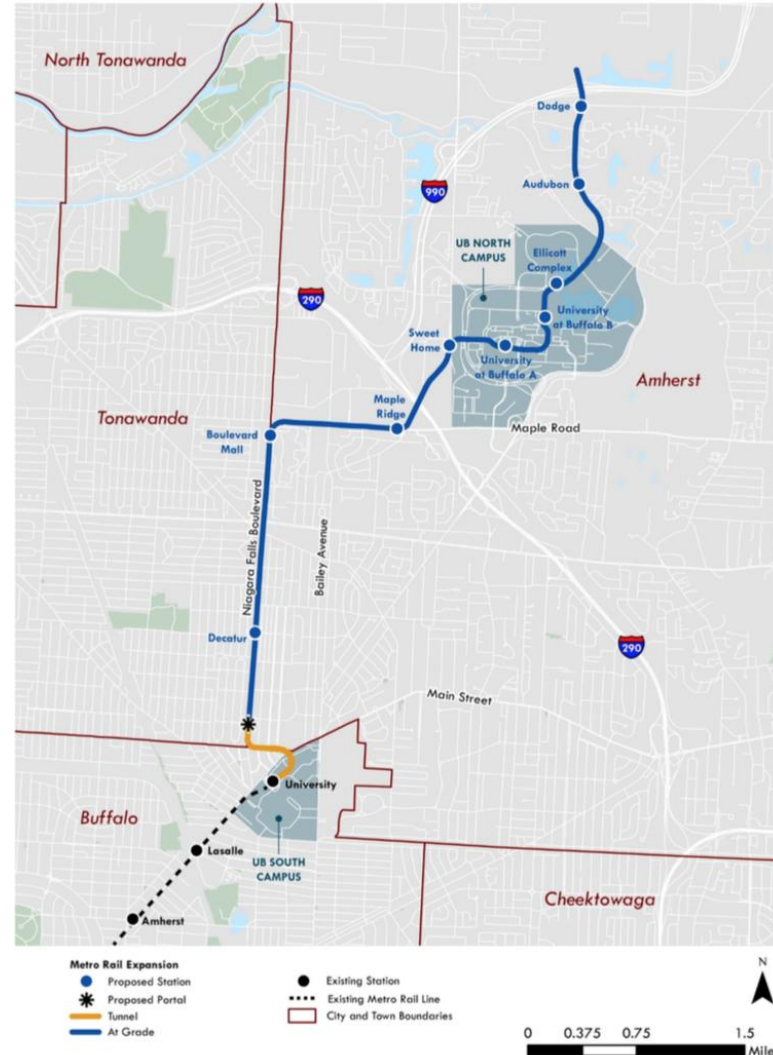 North Tonawanda
Dodge
990
Audubon
UB NORTH
CAMPUS
Ellicott
Complex
290
University
at Buffalo B
Sweet
Home
University
at Buffalo A
Amherst
Tonawanda
Maple
Ridge
Boulevard
Mall
Maple Road
Niagara Falls Boulevard
Bailey Avenue
Decatur
290
Main Street
University
Buffalo
Lasalle
UB SOUTH
CAMPUS
Cheektowaga
Amherst
Metro Rail Expansion
Proposed Station
Proposed Portal
Tunnel
At Grade
Existing Station
Existing Metro Rail Line
City and Town Boundaries
N
0 0.375 0.75 1.5
Mile